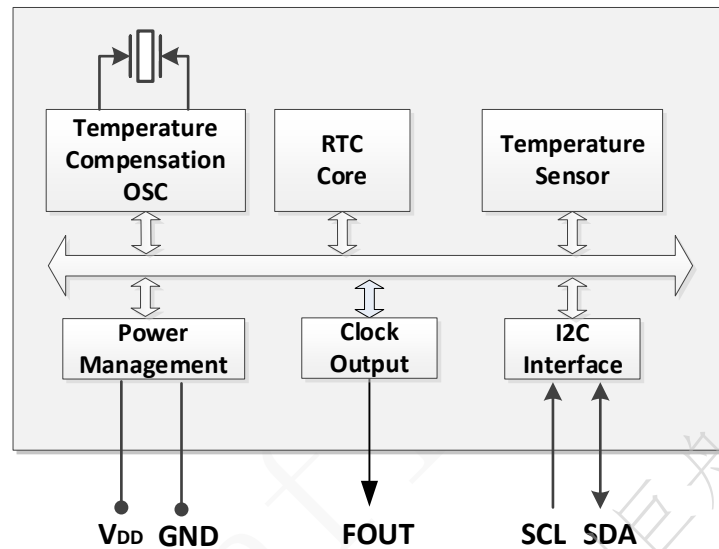 Temperature
Compensation
OSC
RTC
Core
Temperature
Sensor
Power
Management
Clock
Output
I2C
Interface
VDD GND FOUT SCL SDA